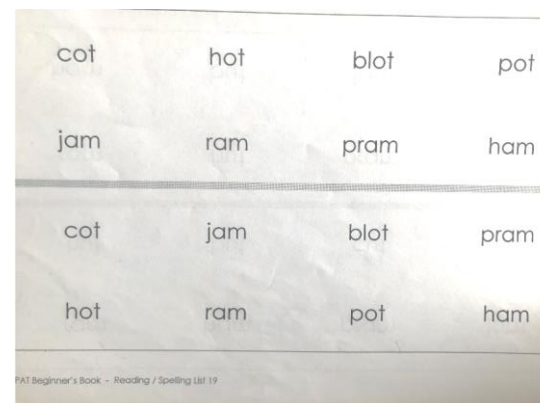 cot hot blot pot
jam ram pram ham
cot jam blot pram
hot ram pot ham
PAT Beginner's Book - Reading / Spelling List 19